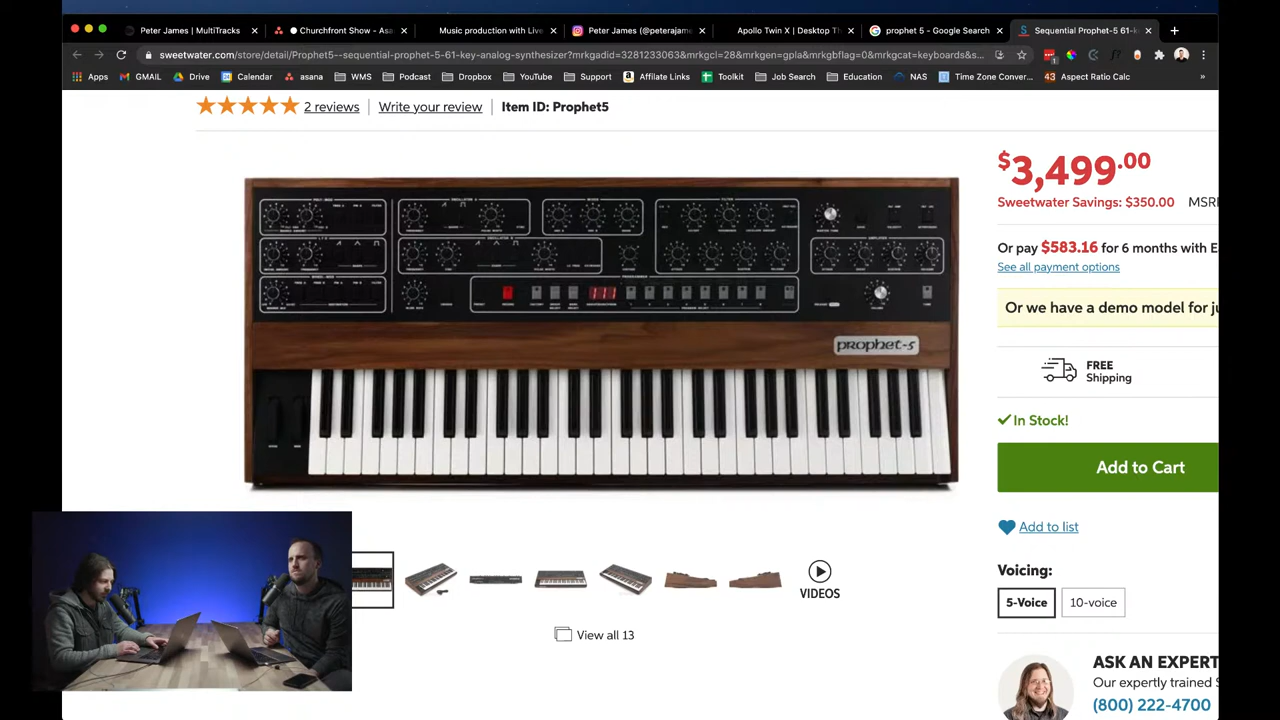 Peter James | MultiTracks
Churchfront Show - Asa
Music production with Live
Peter James (@peterajame
Apollo Twin X | Desktop Th
prophet 5 - Google Search
Sequential Prophet-5 61-k
sweetwater.com/store/detail/Prophet5--sequential-prophet-5-61-key-analog-synthesizer?mrkgadid=3281233063&mrkgcl=28&mrkgen=gpla&mrkgbflag=0&mrkgcat=keyboards&
Apps
GMAIL
Drive
Calendar
asana
WMS
Podcast
Dropbox
YouTube
Support
Affiliate Links
Toolkit
Job Search
Education
NAS
Time Zone Conver...
43 Aspect Ratio Calc
»
2 reviews | Write your review | Item ID: Prophet5
$3,499.00
Sweetwater Savings: $350.00 MSR
Or pay $583.16 for 6 months with E
See all payment options
Or we have a demo model for ju
prophet-5
FREE
Shipping
In Stock!
Add to Cart
Add to list
VIDEOS
View all 13
Voicing:
5-Voice
10-voice
ASK AN EXPERT
Our expertly trained S
(800) 222-4700